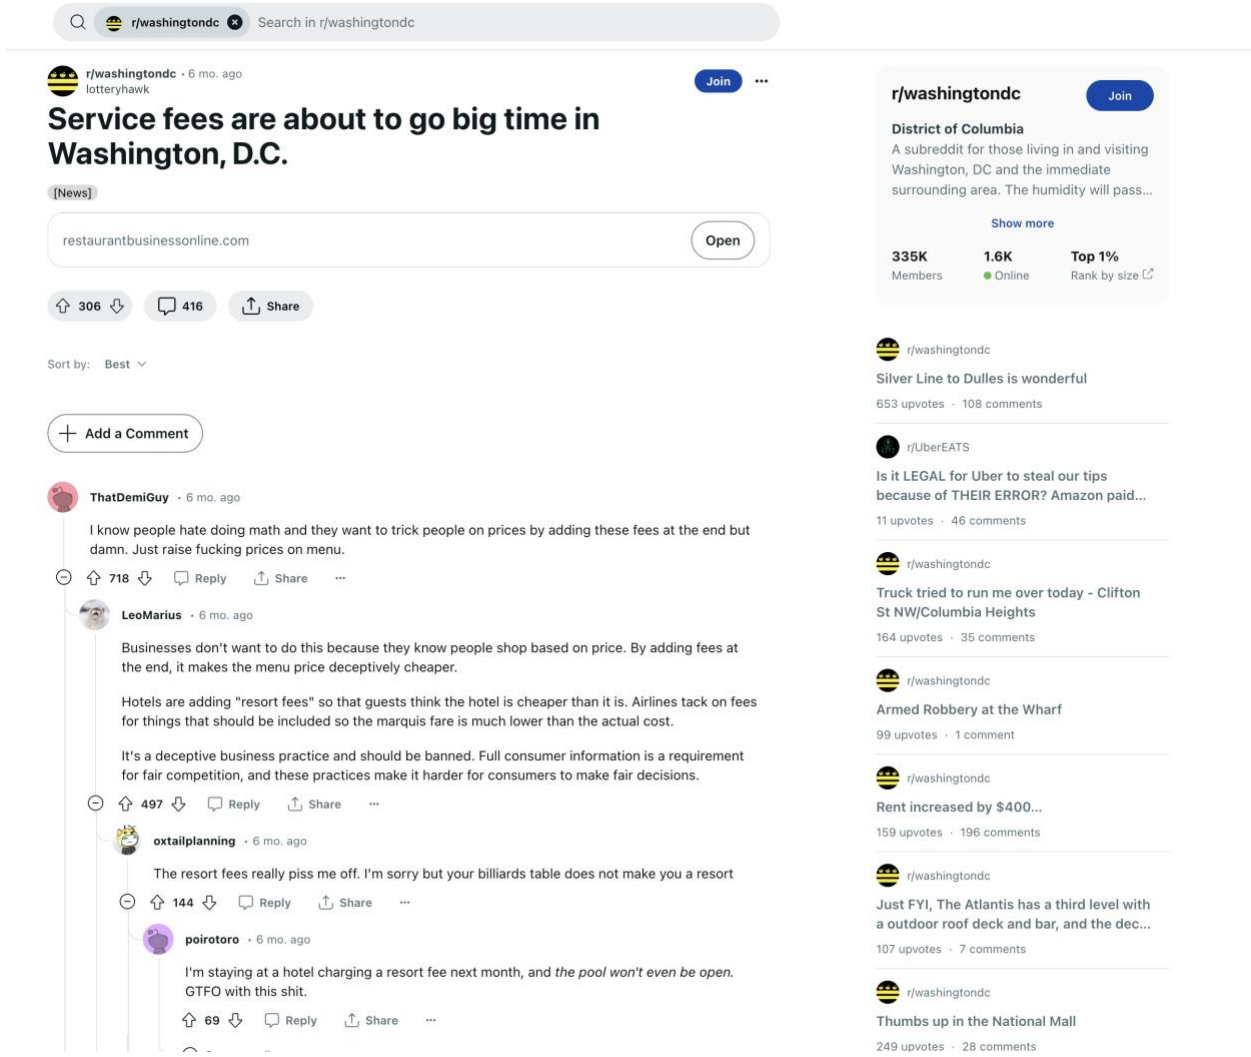 r/washingtondc
Search in r/washingtondc
r/washingtondc • 6 mo. ago
lotteryhawk
Join
Service fees are about to go big time in
Washington, D.C.
[News]
restaurantbusinessonline.com
Open
306
416
Share
Sort by:
Best
Add a Comment
ThatDemiGuy • 6 mo. ago
I know people hate doing math and they want to trick people on prices by adding these fees at the end but
damn. Just raise fucking prices on menu.
718
Reply
Share
LeoMarius • 6 mo. ago
Businesses don't want to do this because they know people shop based on price. By adding fees at
the end, it makes the menu price deceptively cheaper.
Hotels are adding "resort fees" so that guests think the hotel is cheaper than it is. Airlines tack on fees
for things that should be included so the marquis fare is much lower than the actual cost.
It's a deceptive business practice and should be banned. Full consumer information is a requirement
for fair competition, and these practices make it harder for consumers to make fair decisions.
497
Reply
Share
oxtailplanning • 6 mo. ago
The resort fees really piss me off. I'm sorry but your billiards table does not make you a resort
144
Reply
Share
poirotoro • 6 mo. ago
I'm staying at a hotel charging a resort fee next month, and the pool won't even be open.
GTFO with this shit.
69
Reply
Share
r/washingtondc
Join
District of Columbia
A subreddit for those living in and visiting
Washington, DC and the immediate
surrounding area. The humidity will pass...
Show more
335K
1.6K
Top 1%
Members
Online
Rank by size
r/washingtondc
Silver Line to Dulles is wonderful
653 upvotes · 108 comments
r/UberEATS
Is it LEGAL for Uber to steal our tips
because of THEIR ERROR? Amazon paid...
11 upvotes · 46 comments
r/washingtondc
Truck tried to run me over today - Clifton
St NW/Columbia Heights
164 upvotes · 35 comments
r/washingtondc
Armed Robbery at the Wharf
99 upvotes · 1 comment
r/washingtondc
Rent increased by $400...
159 upvotes · 196 comments
r/washingtondc
Just FYI, The Atlantis has a third level with
a outdoor roof deck and bar, and the dec...
107 upvotes · 7 comments
r/washingtondc
Thumbs up in the National Mall
249 upvotes · 28 comments